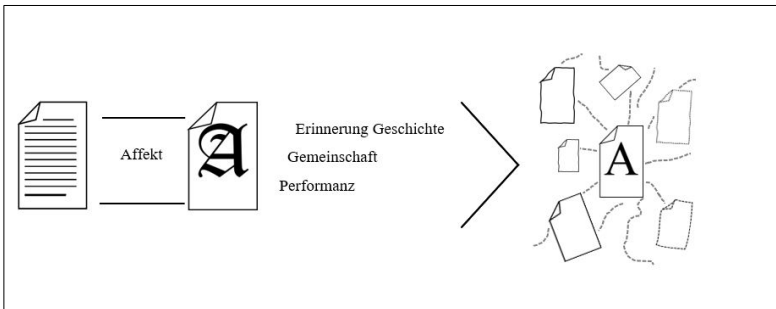 Affekt
A
Erinnerung Geschichte
Gemeinschaft
Performanz
A